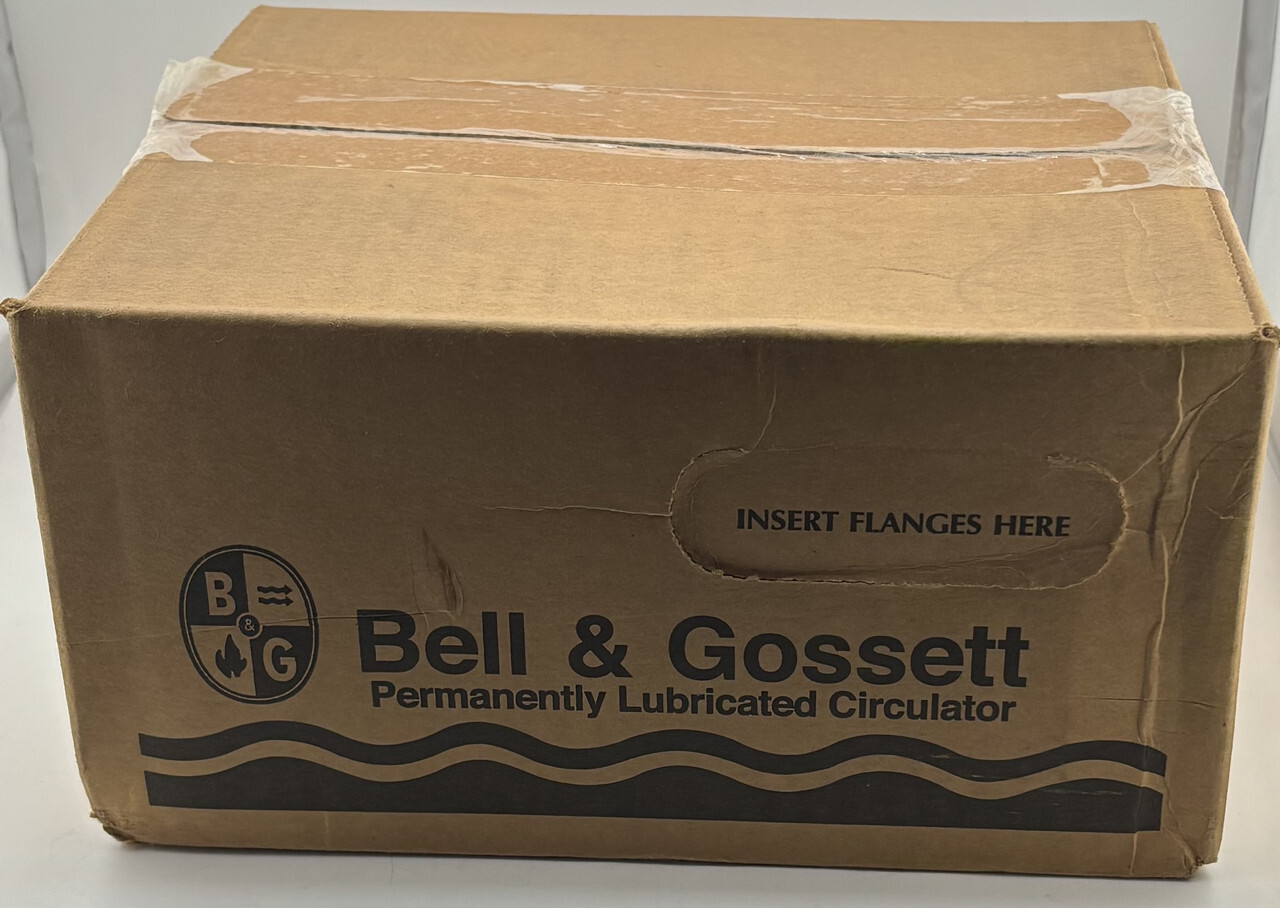 INSERT FLANGES HERE
B
&
G
Bell & Gossett
Permanently Lubricated Circulator